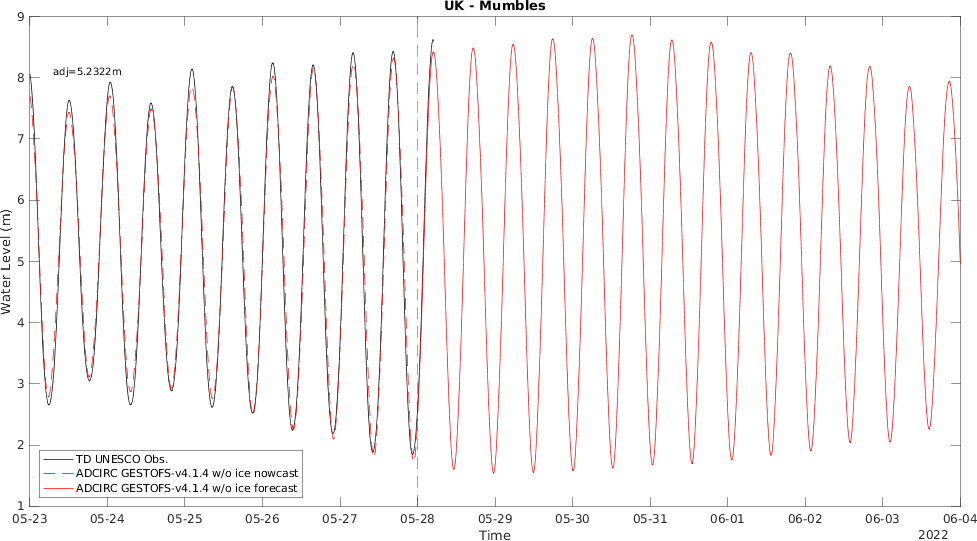 UK - Mumbles
adj=5.2322m
Water Level (m)
9
8
7
6
5
4
3
2
1
TD UNESCO Obs.
ADCIRC GESTOFS-v4.1.4 w/o ice nowcast
ADCIRC GESTOFS-v4.1.4 w/o ice forecast
05-23 05-24 05-25 05-26 05-27 05-28 05-29 05-30 05-31 06-01 06-02 06-03 06-04
Time
2022